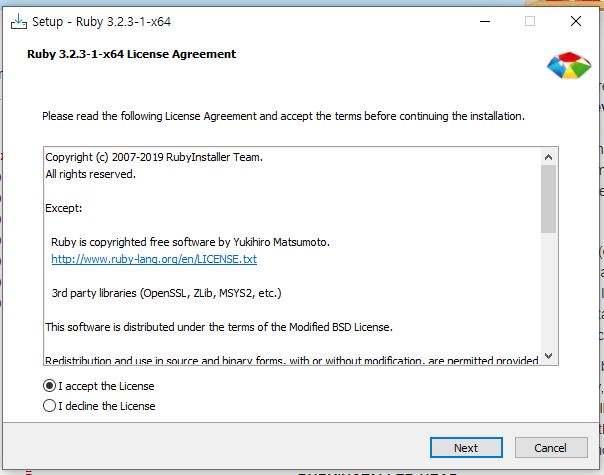 Setup - Ruby 3.2.3-1-x64
Ruby 3.2.3-1-x64 License Agreement
Please read the following License Agreement and accept the terms before continuing the installation.
Copyright (c) 2007-2019 RubyInstaller Team.
All rights reserved.
Except:
Ruby is copyrighted free software by Yukihiro Matsumoto.
http://www.ruby-lang.org/en/LICENSE.txt
3rd party libraries (OpenSSL, ZLib, MSYS2, etc.)
This software is distributed under the terms of the Modified BSD License.
Redistribution and use in source and binary forms, with or without modification, are permitted provided
I accept the License
I decline the License
Next
Cancel